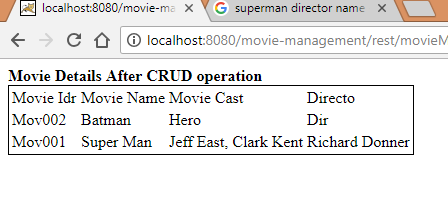 localhost:8080/movie-ma
superman director name
localhost:8080/movie-management/rest/movieM
Movie Details After CRUD operation
Movie Idr Movie Name Movie Cast Directo
Mov002 Batman Hero Dir
Mov001 Super Man Jeff East, Clark Kent Richard Donner